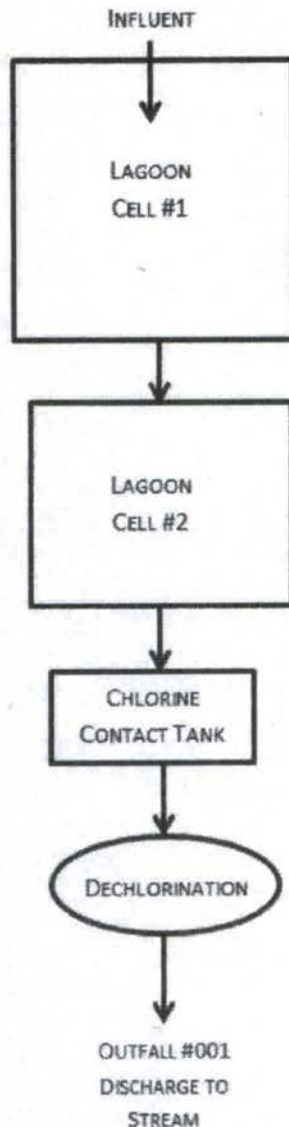 INFLUENT
LAGOON
CELL #1
LAGOON
CELL #2
CHLORINE
CONTACT TANK
DECHLORINATION
OUTFALL #001
DISCHARGE TO
STREAM